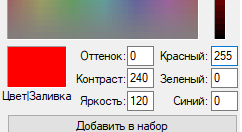 Оттенок: 0 Красный: 255
Контраст: 240 Зеленый: 0
Цвет|Заливка Яркость: 120 Синий: 0
Добавить в набор